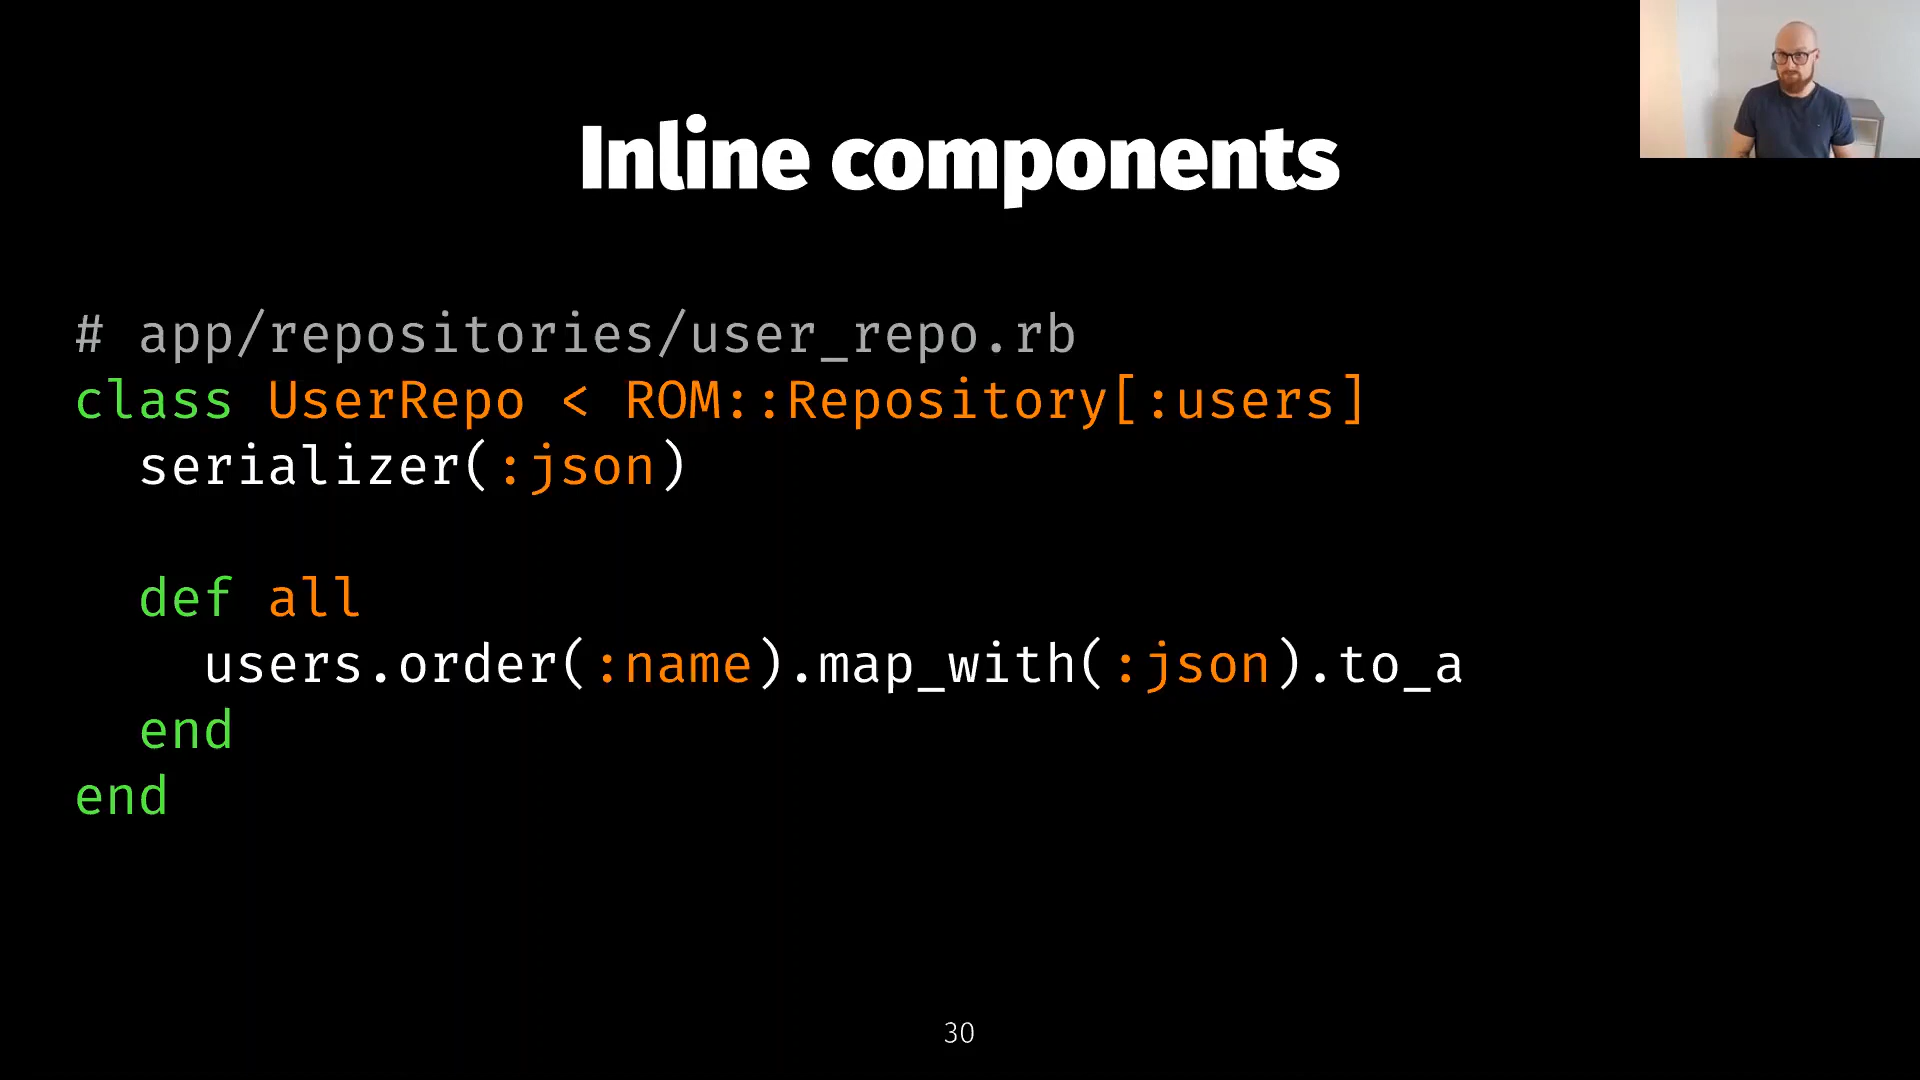 Inline components
# app/repositories/user_repo.rb
class UserRepo < ROM::Repository[:users]
  serializer(:json)

  def all
    users.order(:name).map_with(:json).to_a
  end
end
30